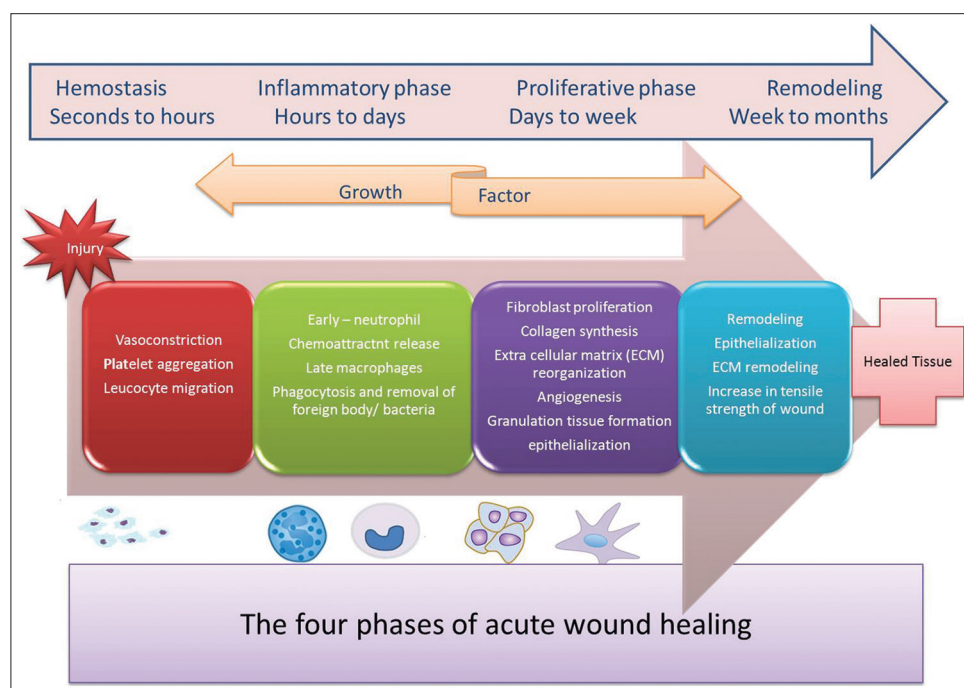 Hemostasis
Seconds to hours
Inflammatory phase
Hours to days
Proliferative phase
Days to week
Remodeling
Week to months
Growth
Factor
Injury
Vasoconstriction
Platelet aggregation
Leucocyte migration
Early – neutrophil
Chemoattractnt release
Late macrophages
Phagocytosis and removal of
foreign body/ bacteria
Fibroblast proliferation
Collagen synthesis
Extra cellular matrix (ECM)
reorganization
Angiogenesis
Granulation tissue formation
epithelialization
Remodeling
Epithelialization
ECM remodeling
Increase in tensile
strength of wound
Healed Tissue
The four phases of acute wound healing